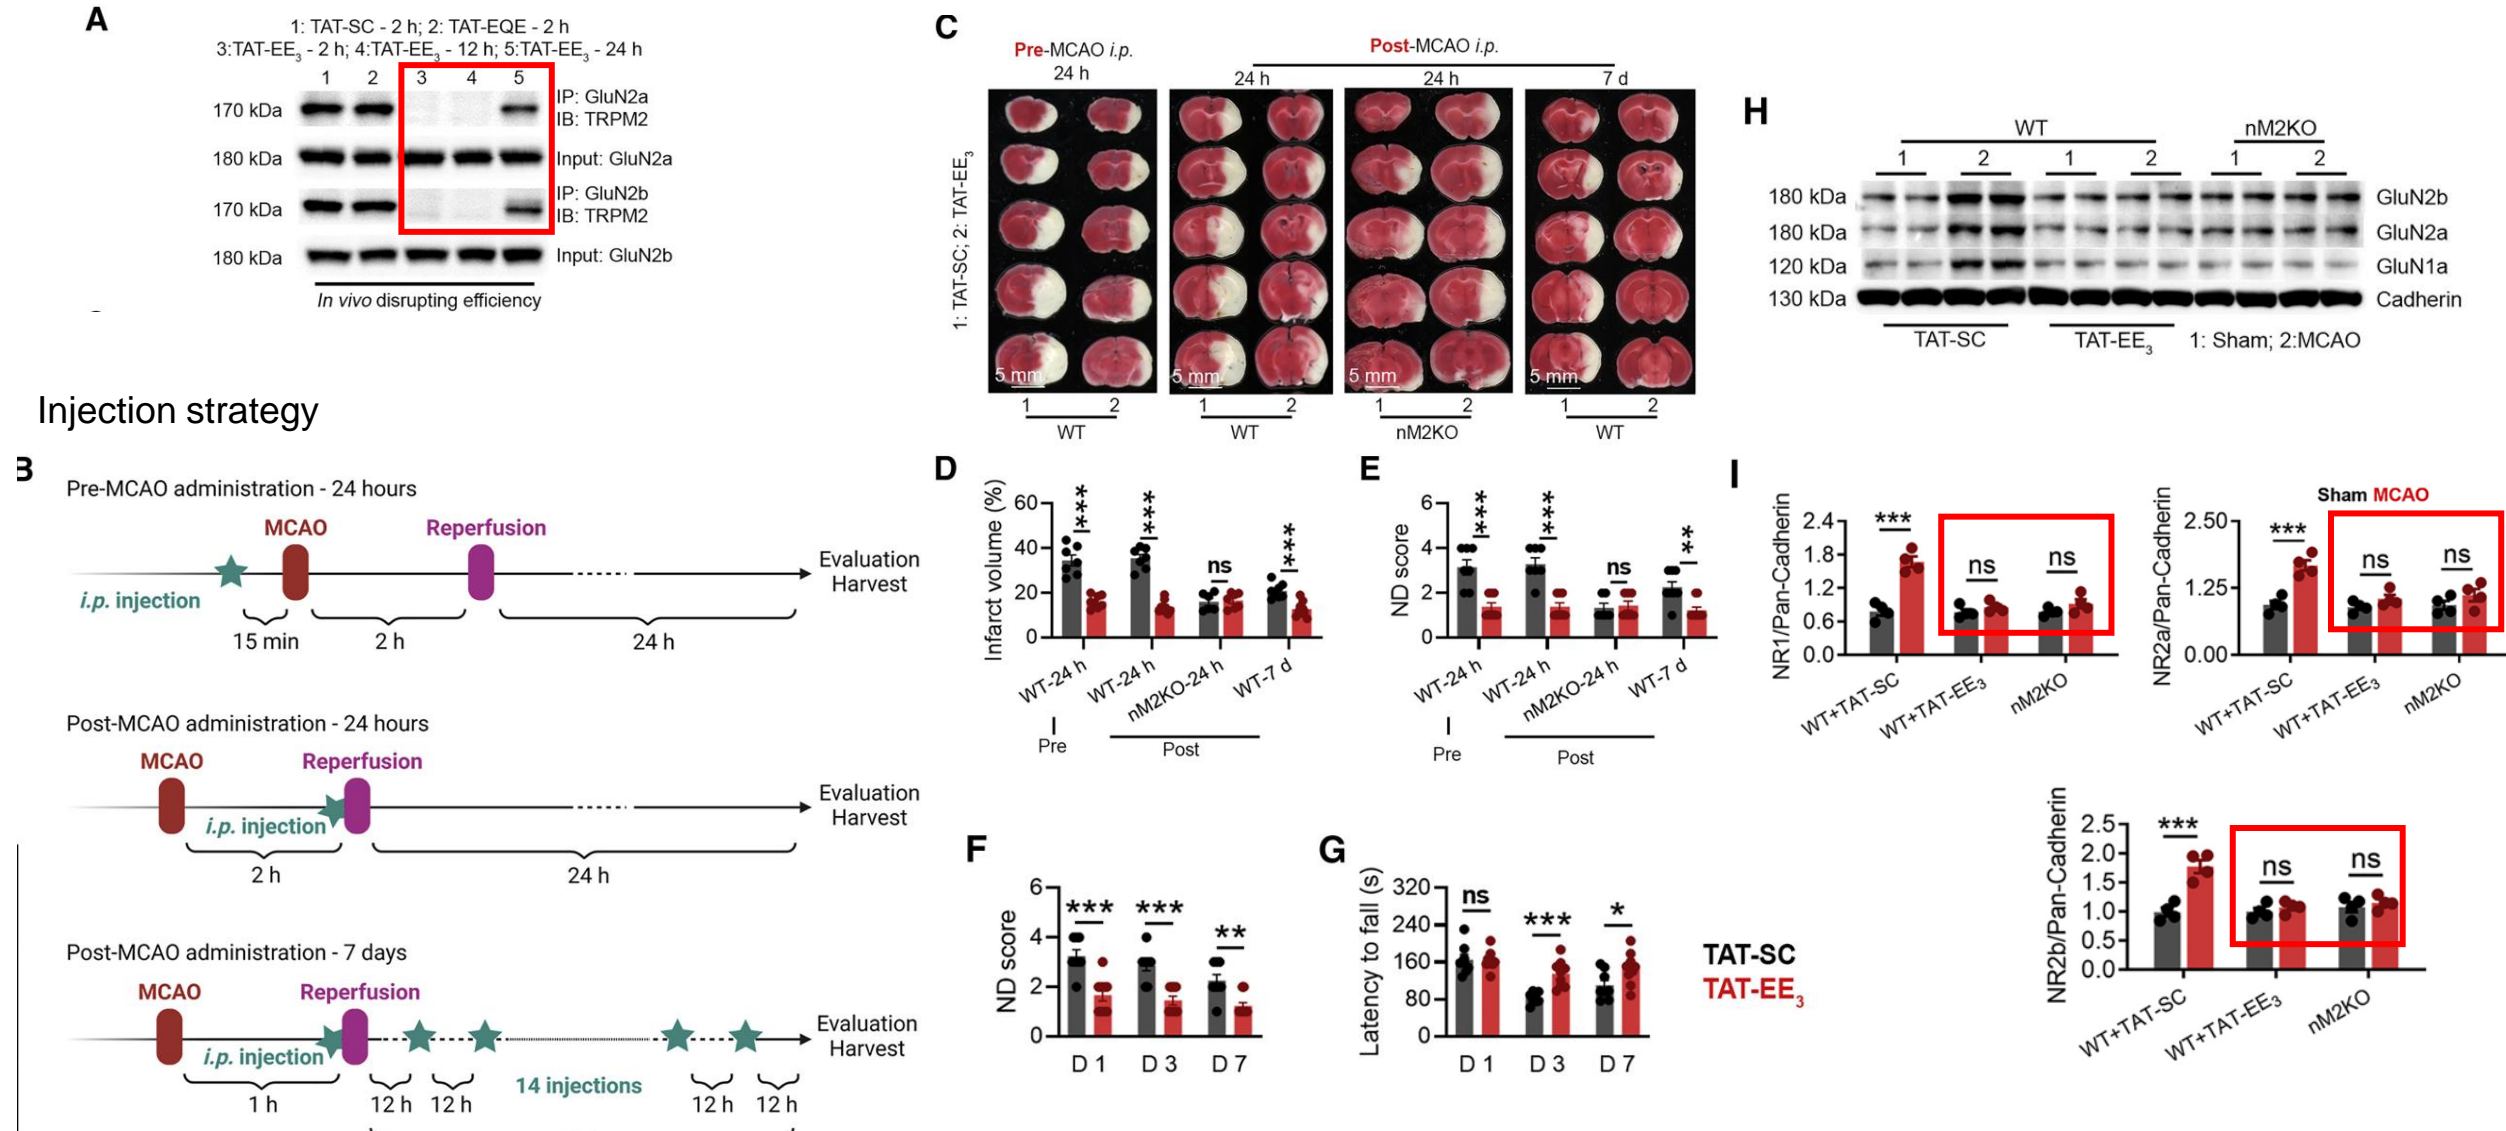 A
1: TAT-SC - 2 h; 2: TAT-EQE - 2 h
3:TAT-EE3 - 2 h; 4:TAT-EE3 - 12 h; 5:TAT-EE3 - 24 h
1 2 3 4 5
170 kDa IP: GluN2a
IB: TRPM2
180 kDa Input: GluN2a
170 kDa IP: GluN2b
IB: TRPM2
180 kDa Input: GluN2b
In vivo disrupting efficiency
Injection strategy
B
Pre-MCAO administration - 24 hours
MCAO Reperfusion
i.p. injection
Evaluation
Harvest
15 min 2 h 24 h
Post-MCAO administration - 24 hours
MCAO Reperfusion
i.p. injection
Evaluation
Harvest
2 h 24 h
Post-MCAO administration - 7 days
MCAO Reperfusion
i.p. injection
Evaluation
Harvest
14 injections
1 h 12 h 12 h 12 h 12 h
C
Pre-MCAO i.p. Post-MCAO i.p.
24 h 24 h 24 h 7 d
1: TAT-SC; 2: TAT-EE3
5 mm 5 mm 5 mm 5 mm
1 2 1 2 1 2 1 2
WT WT nM2KO WT
D
Infarct volume (%)
60
40
20
0
*** *** ns ***
WT-24 h WT-24 h nM2KO-24 h WT-7 d
Pre Post
E
ND score
6
4
2
0
*** *** ns **
WT-24 h WT-24 h nM2KO-24 h WT-7 d
Pre Post
F
ND score
6
4
2
0
*** *** **
D 1 D 3 D 7
G
Latency to fall (s)
320
240
160
80
0
ns *** *
D 1 D 3 D 7
TAT-SC
TAT-EE3
H
WT nM2KO
1 2 1 2 1 2
180 kDa GluN2b
180 kDa GluN2a
120 kDa GluN1a
130 kDa Cadherin
TAT-SC TAT-EE3 1: Sham; 2:MCAO
I
Sham MCAO
NR1/Pan-Cadherin
2.4
1.8
1.2
0.6
0.0
*** ns ns
WT+TAT-SC WT+TAT-EE3 nM2KO
NR2a/Pan-Cadherin
2.50
1.25
0.00
*** ns ns
WT+TAT-SC WT+TAT-EE3 nM2KO
NR2b/Pan-Cadherin
2.5
2.0
1.5
1.0
0.5
0.0
*** ns ns
WT+TAT-SC WT+TAT-EE3 nM2KO